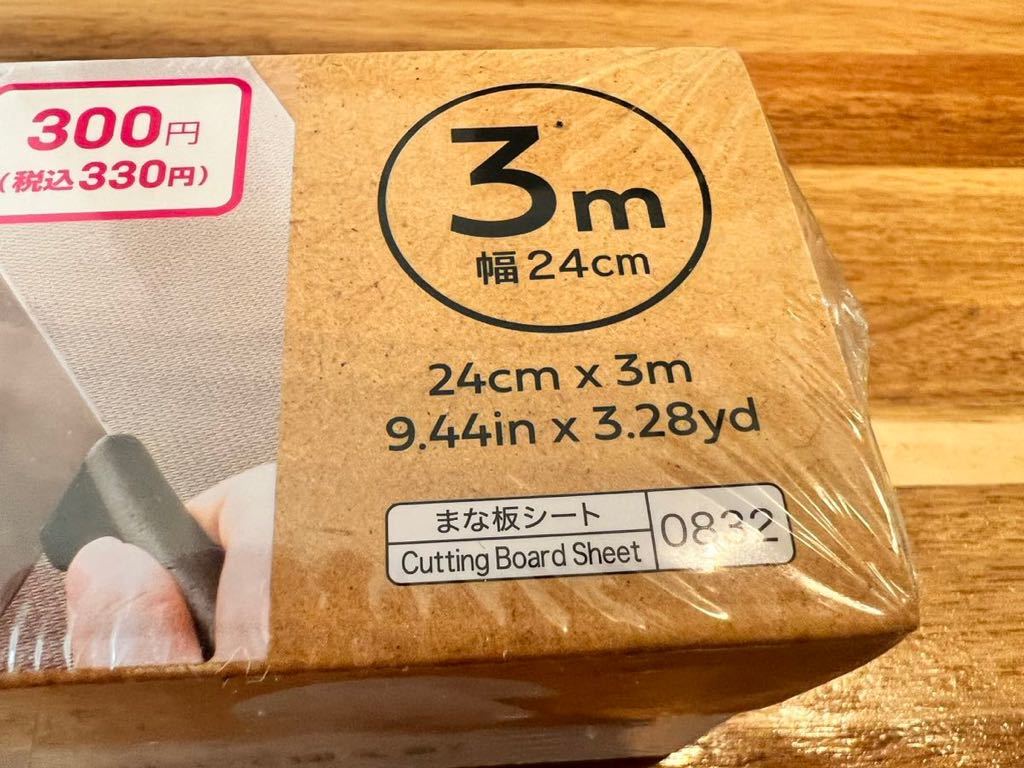 300円
(税込330円)
3m
幅24cm
24cm x 3m
9.44in x 3.28yd
まな板シート
Cutting Board Sheet
0832